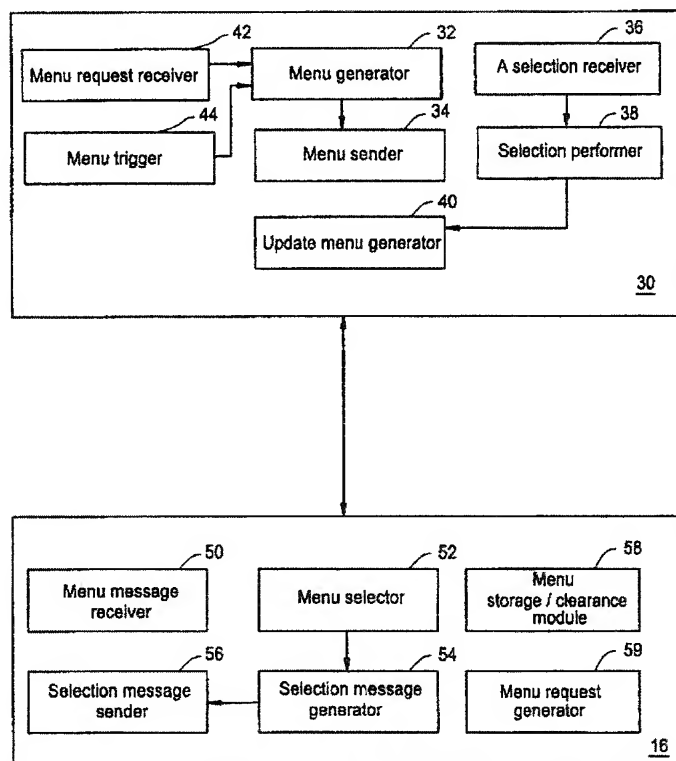 42
Menu request receiver
32
Menu generator
36
A selection receiver
44
Menu trigger
34
Menu sender
38
Selection performer
40
Update menu generator
30
50
Menu message
receiver
52
Menu selector
58
Menu
storage / clearance
module
56
Selection message
sender
54
Selection message
generator
59
Menu request
generator
16